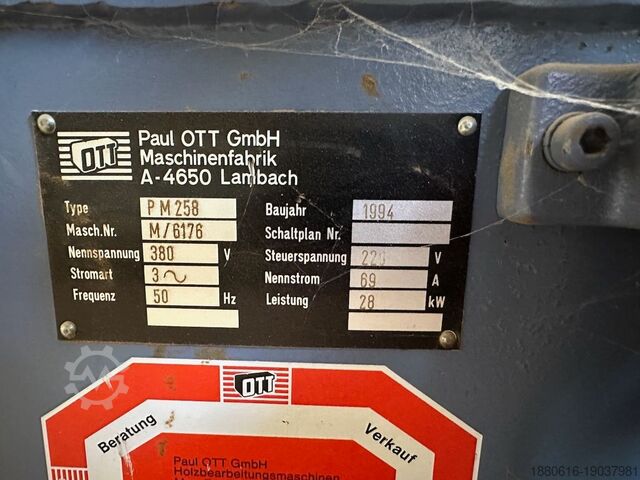 OTT
Paul OTT GmbH
Maschinenfabrik
A-4650 Lambach
Type PM258 Baujahr 1994
Masch.Nr. M/6176 Schaltplan Nr.
Nennspannung 380 V Steuerspannung 220 V
Stromart 3~ Nennstrom 69 A
Frequenz 50 Hz Leistung 28 kW
OTT
Beratung Verkauf
Paul OTT GmbH
Holzbearbeitungsmaschinen
1880616-19037981